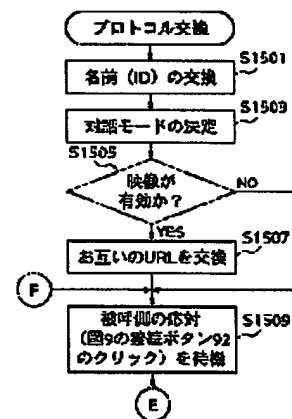 プロトコル交換
S1501
名前(ID)の交換
S1503
対話モードの決定
S1505
映像が
有効か?
NO
YES
S1507
お互いのURLを交換
F
S1509
被呼側の応対
(図9の接続ボタン92
のクリック)を待機
E